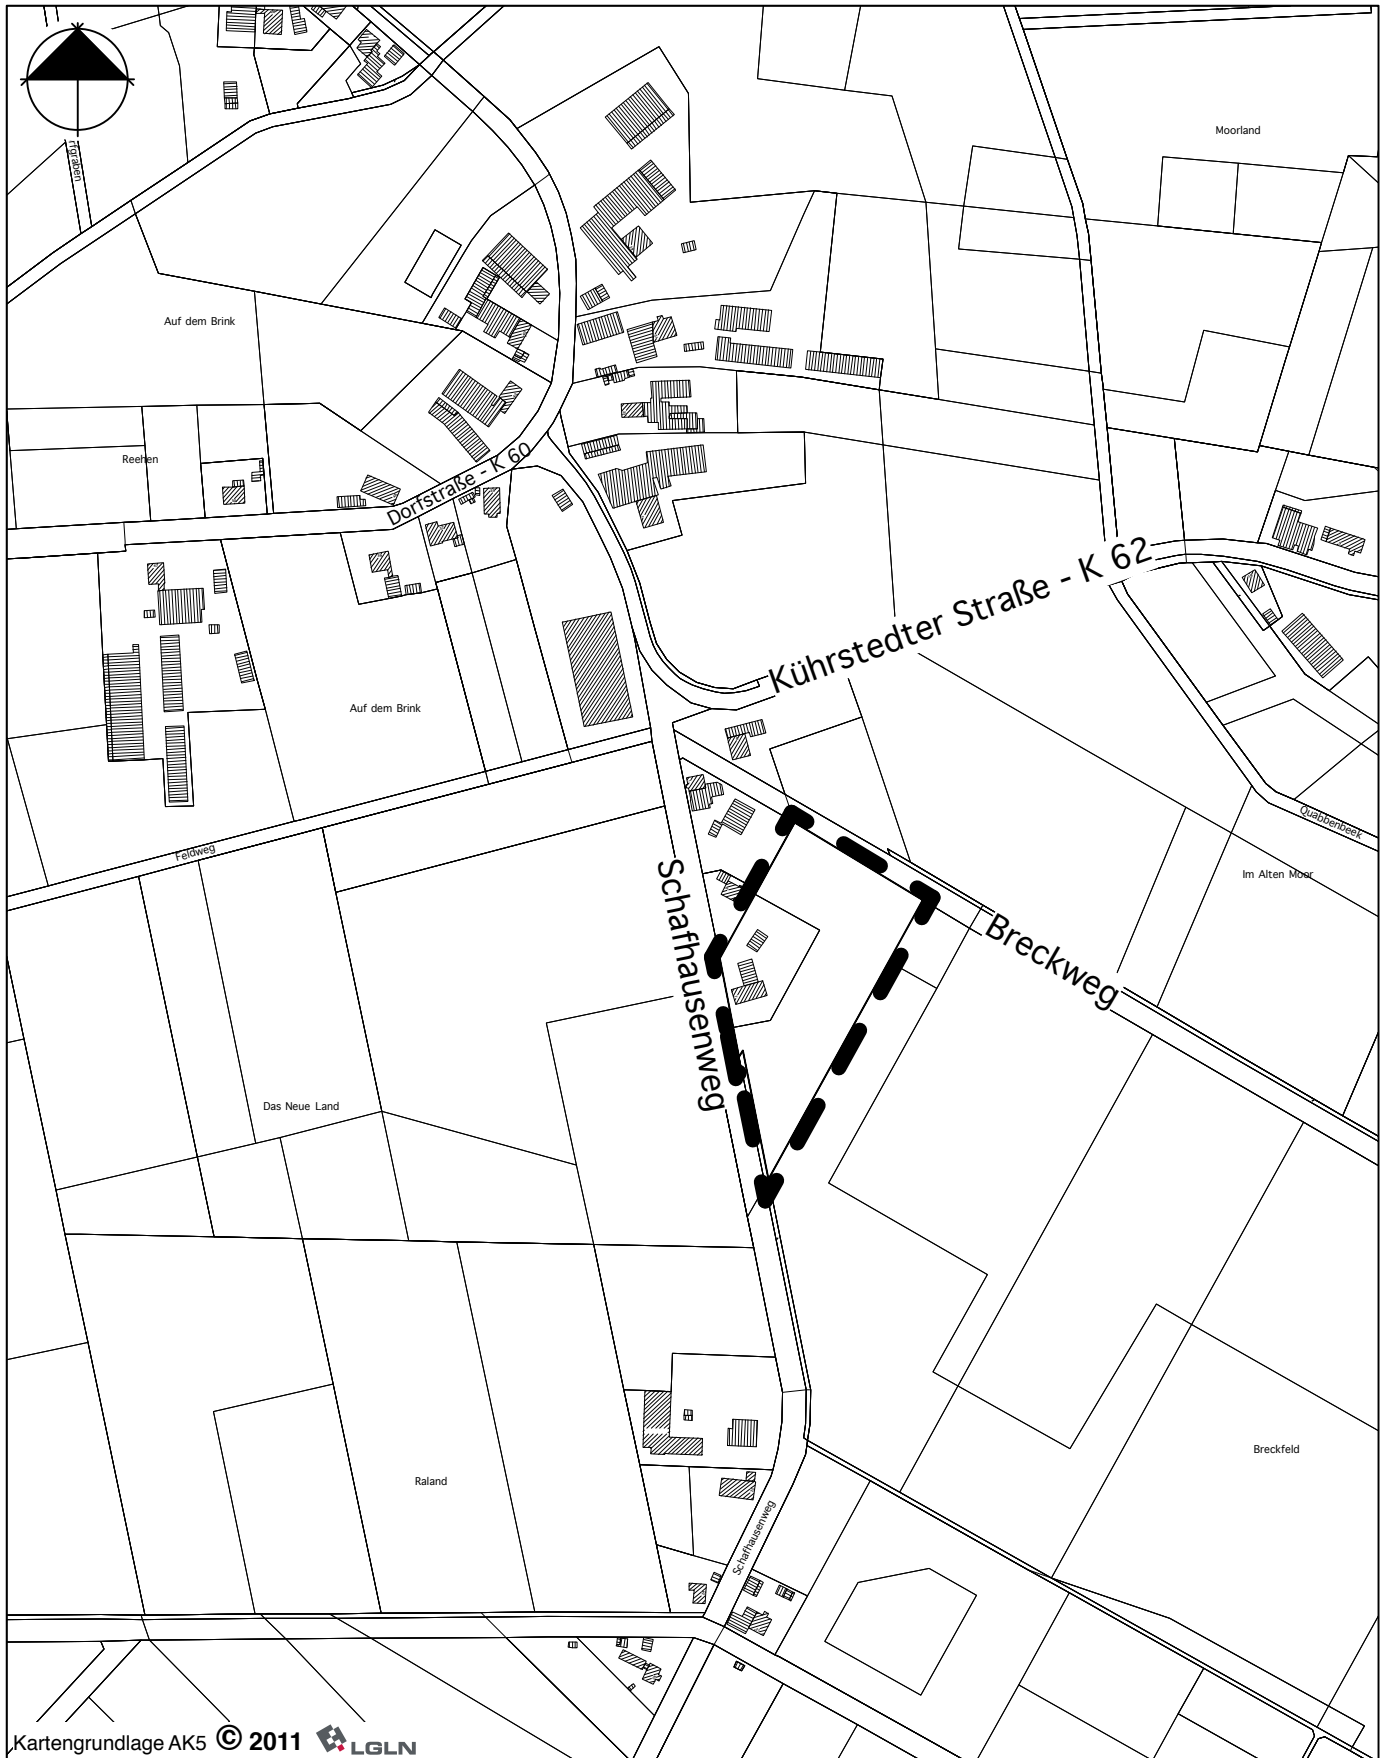 Moorland
rfgraben
Auf dem Brink
Reehen
Dorfstraße - K 60
Kührstedter Straße - K 62
Auf dem Brink
Quabbenbeek
Feldweg
Im Alten Moor
Schafhausenweg
Breckweg
Das Neue Land
Breckfeld
Raland
Schafhausenweg
Kartengrundlage AK5 © 2011 LGLN